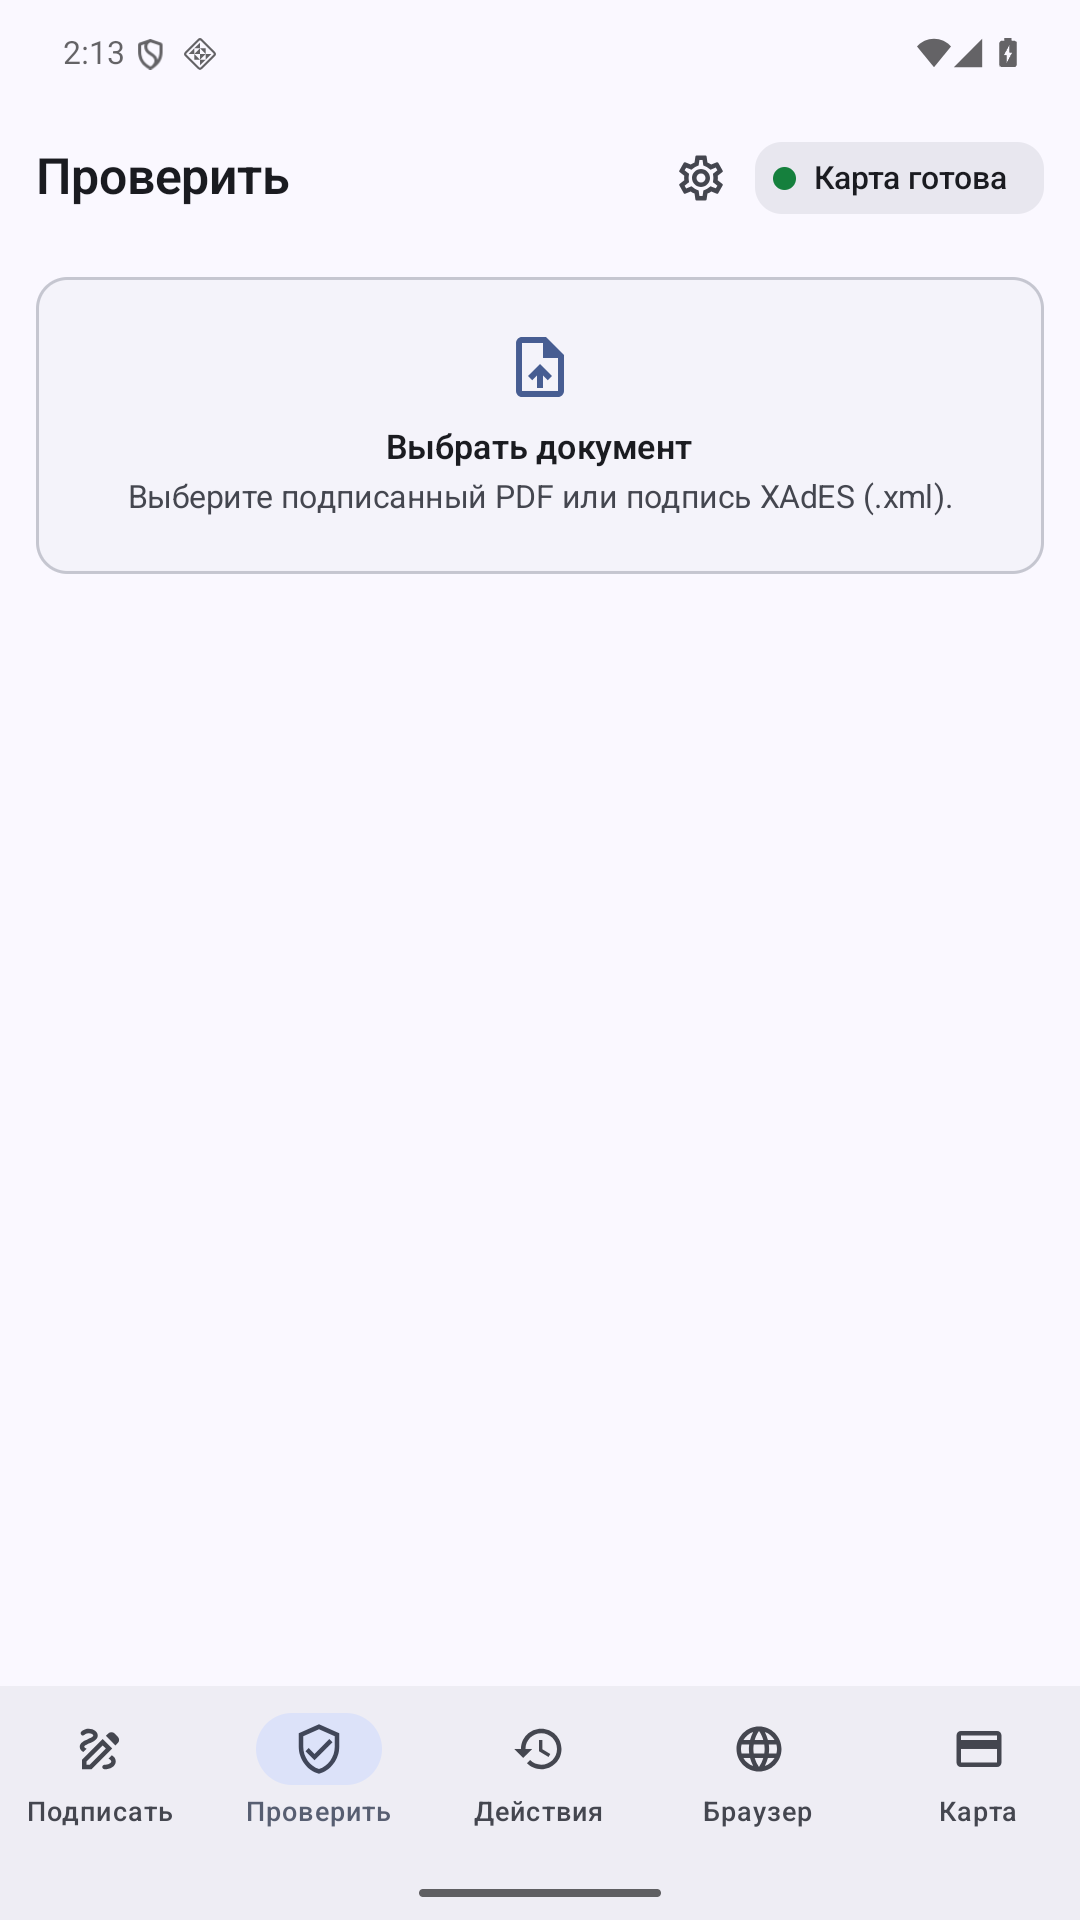 2:13
Проверить
Карта готова
Выбрать документ
Выберите подписанный PDF или подпись XAdES (.xml).
Подписать
Проверить
Действия
Браузер
Карта